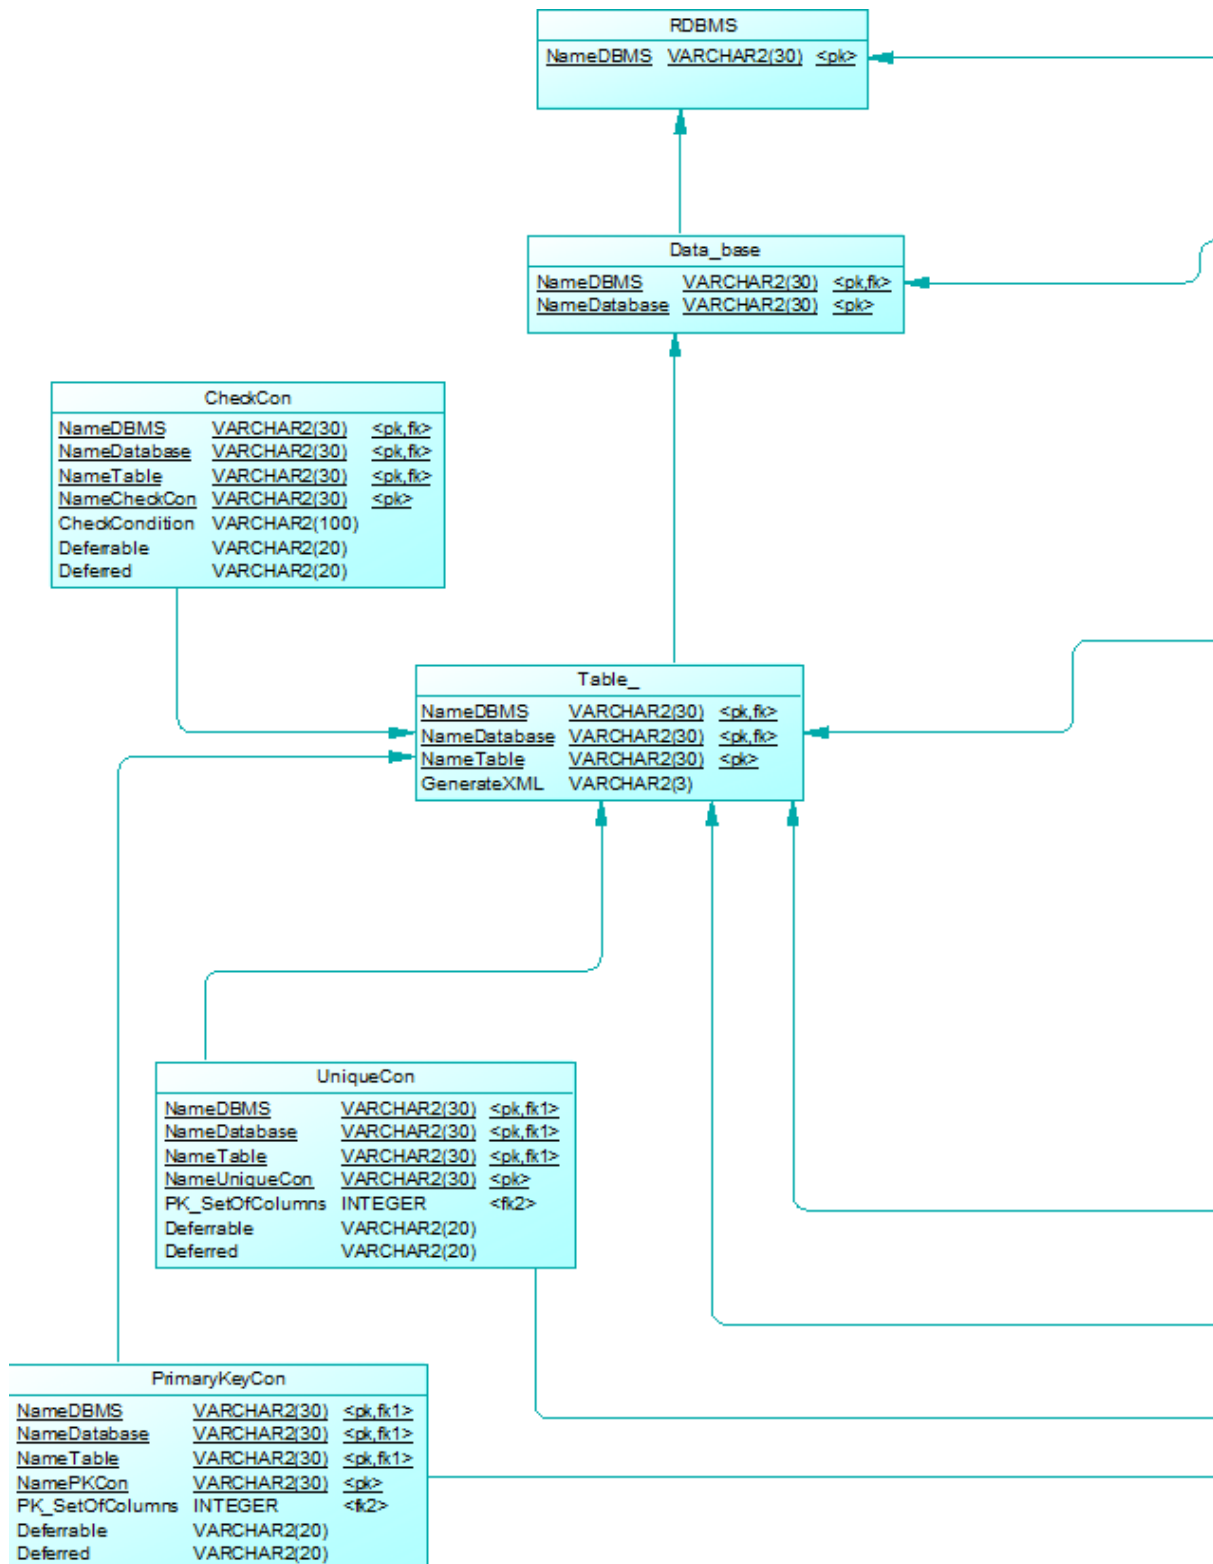 RDBMS
NameDBMS VARCHAR2(30) <pk>
Data_base
NameDBMS VARCHAR2(30) <pk,fk>
NameDatabase VARCHAR2(30) <pk>
CheckCon
NameDBMS VARCHAR2(30) <pk,fk>
NameDatabase VARCHAR2(30) <pk,fk>
NameTable VARCHAR2(30) <pk,fk>
NameCheckCon VARCHAR2(30) <pk>
CheckCondition VARCHAR2(100)
Deferrable VARCHAR2(20)
Deferred VARCHAR2(20)
Table_
NameDBMS VARCHAR2(30) <pk,fk>
NameDatabase VARCHAR2(30) <pk,fk>
NameTable VARCHAR2(30) <pk>
GenerateXML VARCHAR2(3)
UniqueCon
NameDBMS VARCHAR2(30) <pk,fk1>
NameDatabase VARCHAR2(30) <pk,fk1>
NameTable VARCHAR2(30) <pk,fk1>
NameUniqueCon VARCHAR2(30) <pk>
PK_SetOfColumns INTEGER <fk2>
Deferrable VARCHAR2(20)
Deferred VARCHAR2(20)
PrimaryKeyCon
NameDBMS VARCHAR2(30) <pk,fk1>
NameDatabase VARCHAR2(30) <pk,fk1>
NameTable VARCHAR2(30) <pk,fk1>
NamePKCon VARCHAR2(30) <pk>
PK_SetOfColumns INTEGER <fk2>
Deferrable VARCHAR2(20)
Deferred VARCHAR2(20)